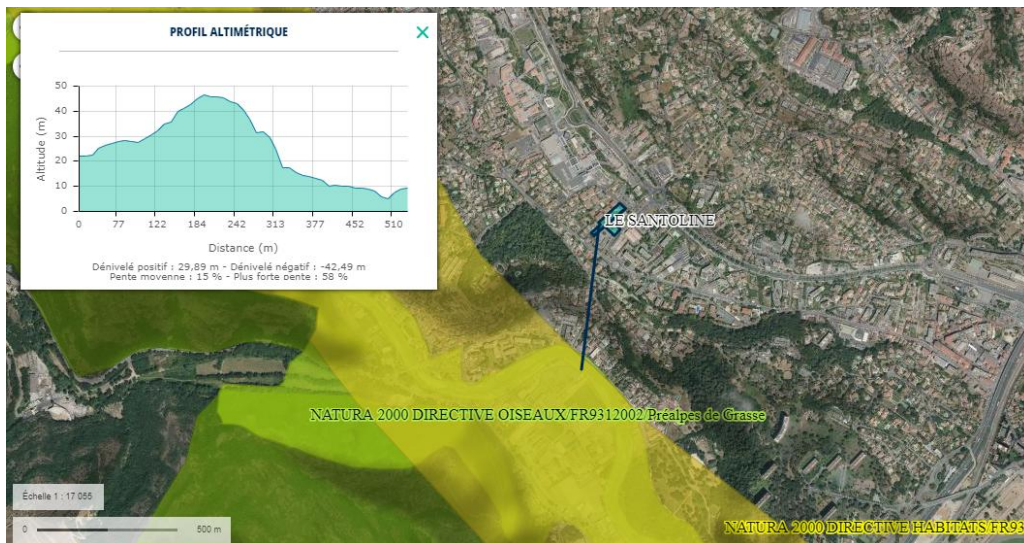 PROFIL ALTIMÉTRIQUE
50
40
30
20
10
0
Altitude (m)
0 77 122 184 242 313 377 452 510
Distance (m)
Dénivelé positif : 29,89 m - Dénivelé négatif : -42,49 m
Pente moyenne : 15 % - Plus forte pente : 58 %
LE SANTOLINE
NATURA 2000 DIRECTIVE OISEAUX/FR9312002 Préalpes de Grasse
Échelle 1 : 17 055
0 500 m
NATURA 2000 DIRECTIVE HABITATS FR93